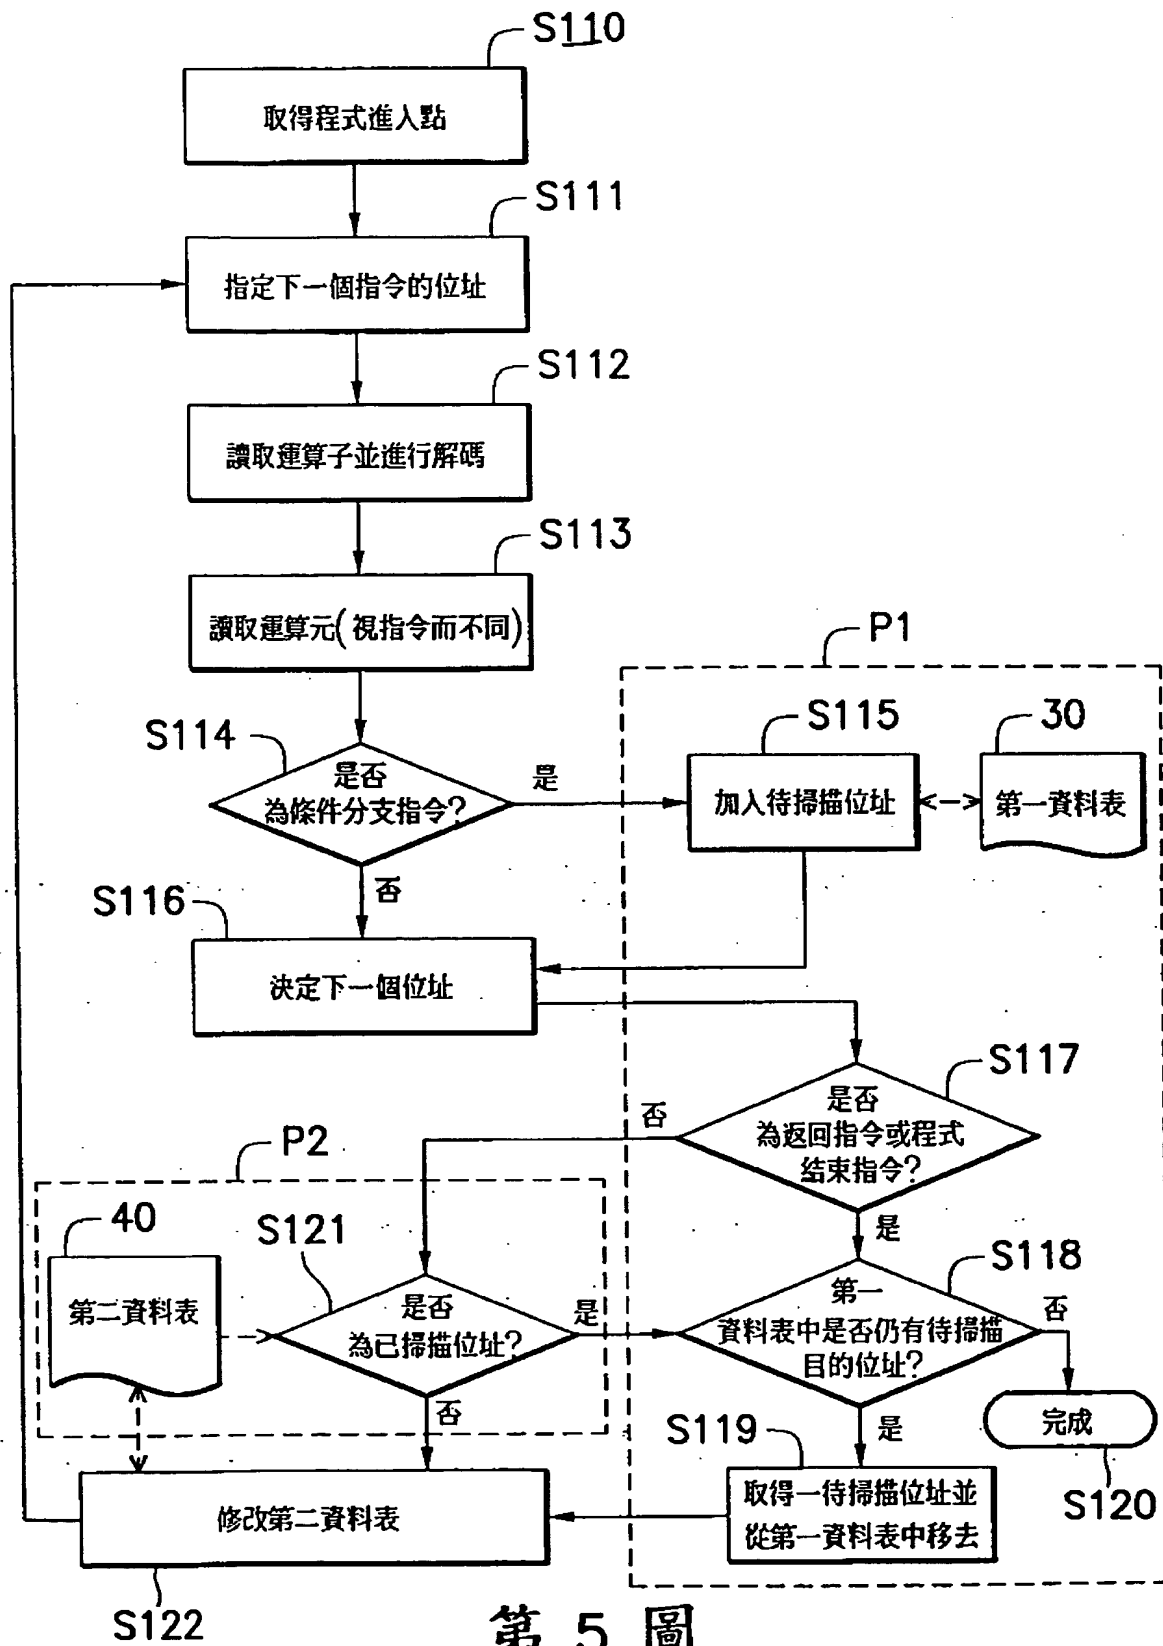 S110
取得程式進入點
S111
指定下一個指令的位址
S112
讀取運算子並進行解碼
S113
讀取運算元(視指令而不同)
P1
S114
是否
為條件分支指令?
是
否
S115
加入待掃描位址
30
第一資料表
S116
決定下一個位址
S117
是否
為返回指令或程式
結束指令?
否
是
P2
40
第二資料表
S121
是否
為已掃描位址?
是
否
S118
第一
資料表中是否仍有待掃描
目的位址?
否
是
完成
S120
S119
取得一待掃描位址並
從第一資料表中移去
修改第二資料表
S122
第 5 圖